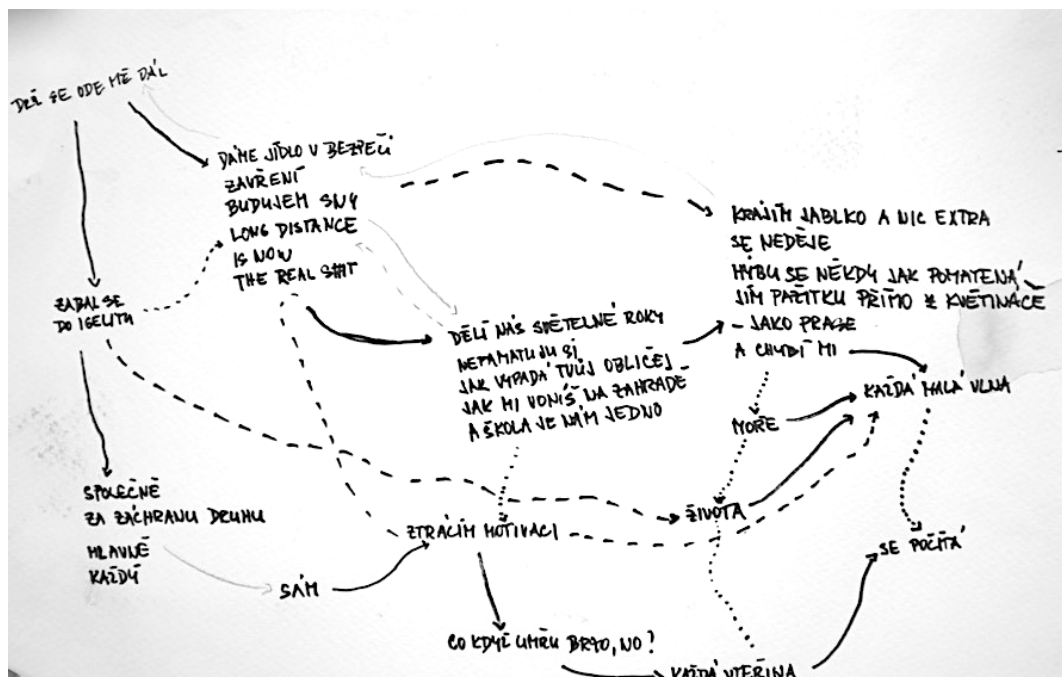 DRŽ SE ODE MĚ DÁL
DÁME JÍDLO V BEZPEČÍ
ZAVŘENÍ
BUDUJEM SNY
LONG DISTANCE
IS NOW
THE REAL SH#T
ZABAL SE
DO IGELITU
KRÁJÍM JABLKO A NIC EXTRA
SE NEDĚJE
HÝBU SE NĚKDY JAK POMATENÁ
JÍM PAŽITKU PŘÍMO Z KVĚTINÁČE
– JAKO PRASE
A CHYBÍ MI
DĚLÍ NÁS SVĚTELNÉ ROKY
NEPAMATUJU SI
JAK VYPADÁ TVŮJ OBLIČEJ
JAK MI VONÍŠ NA ZAHRADĚ
A ŠKOLA JE NÁM JEDNO
KAŽDÁ MALÁ VLNA
MOŘE
SPOLEČNĚ
ZA ZÁCHRANU DRUHU
HLAVNĚ
KAŽDÝ
SÁM
ZTRÁCÍM MOTIVACI
ŽIVOTA
SE POČÍTÁ
CO KDYŽ UMŘU BRZO, NO?
KAŽDÁ VTEŘINA